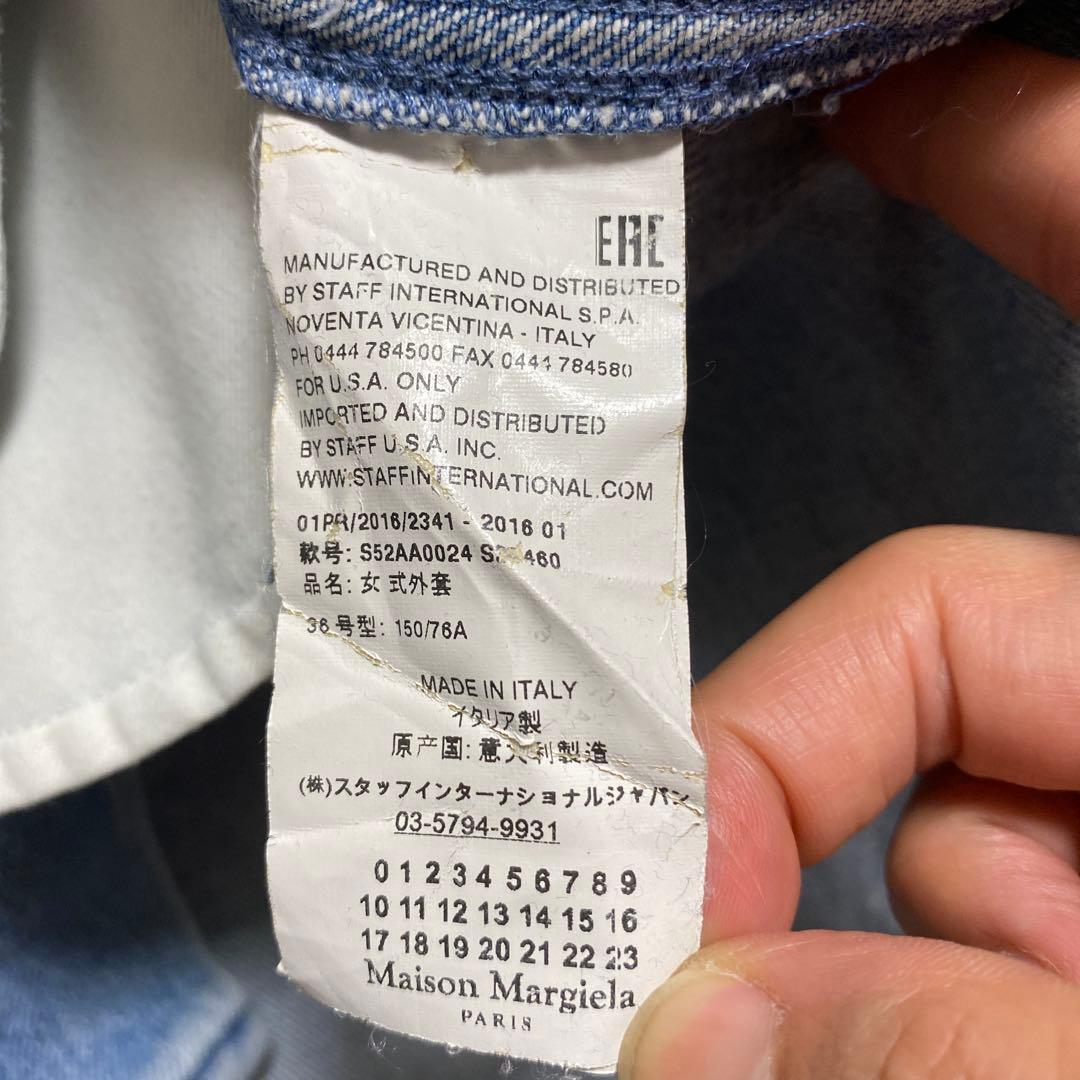 EAC
MANUFACTURED AND DISTRIBUTED
BY STAFF INTERNATIONAL S.P.A.
NOVENTA VICENTINA - ITALY
PH 0444 784500 FAX 0444 784580
FOR U.S.A. ONLY
IMPORTED AND DISTRIBUTED
BY STAFF U.S.A. INC.
WWW.STAFFINTERNATIONAL.COM
01PR/2016/2341 - 2016 01
款号: S52AA0024
品名: 女式外套
36 号型: 150/76A
MADE IN ITALY
イタリア製
原产国: 意大利製造
(株)スタッフインターナショナルジャパン
03-5794-9931
0 1 2 3 4 5 6 7 8 9
10 11 12 13 14 15 16
17 18 19 20 21 22 23
Maison Margiela
PARIS